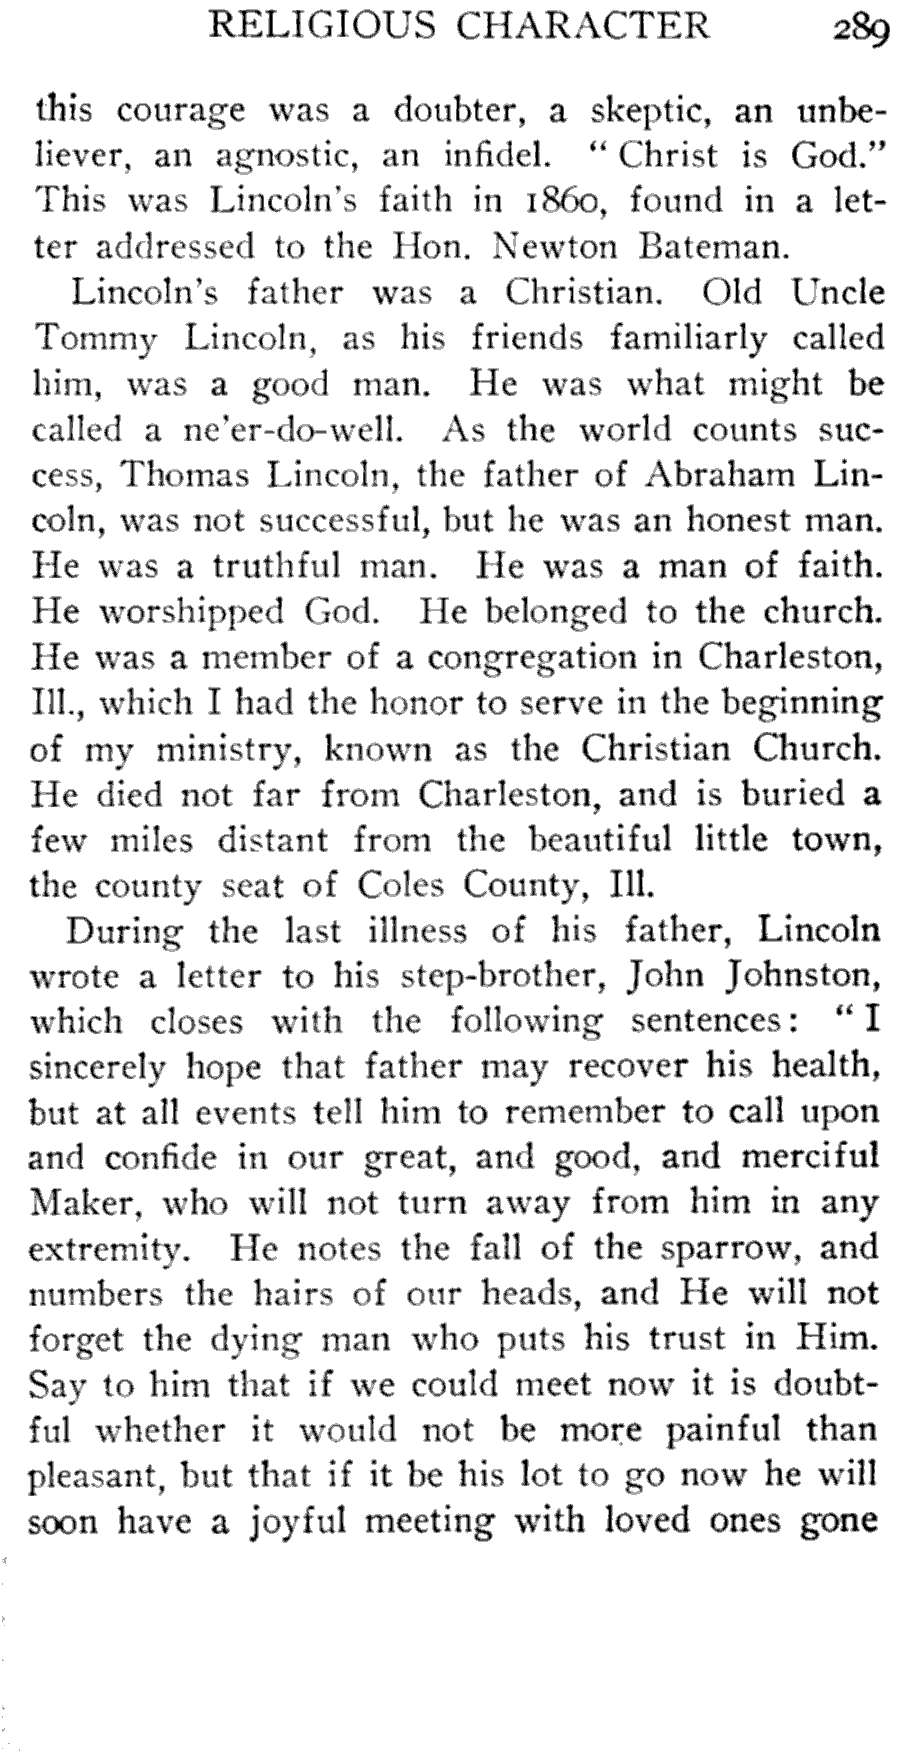 RELIGIOUS CHARACTER 289
this courage was a doubter, a skeptic, an unbe-
liever, an agnostic, an infidel. “Christ is God.”
This was Lincoln's faith in 1860, found in a let-
ter addressed to the Hon. Newton Bateman.
Lincoln's father was a Christian. Old Uncle
Tommy Lincoln, as his friends familiarly called
him, was a good man. He was what might be
called a ne'er-do-well. As the world counts suc-
cess, Thomas Lincoln, the father of Abraham Lin-
coln, was not successful, but he was an honest man.
He was a truthful man. He was a man of faith.
He worshipped God. He belonged to the church.
He was a member of a congregation in Charleston,
Ill., which I had the honor to serve in the beginning
of my ministry, known as the Christian Church.
He died not far from Charleston, and is buried a
few miles distant from the beautiful little town,
the county seat of Coles County, Ill.
During the last illness of his father, Lincoln
wrote a letter to his step-brother, John Johnston,
which closes with the following sentences: “I
sincerely hope that father may recover his health,
but at all events tell him to remember to call upon
and confide in our great, and good, and merciful
Maker, who will not turn away from him in any
extremity. He notes the fall of the sparrow, and
numbers the hairs of our heads, and He will not
forget the dying man who puts his trust in Him.
Say to him that if we could meet now it is doubt-
ful whether it would not be more painful than
pleasant, but that if it be his lot to go now he will
soon have a joyful meeting with loved ones gone